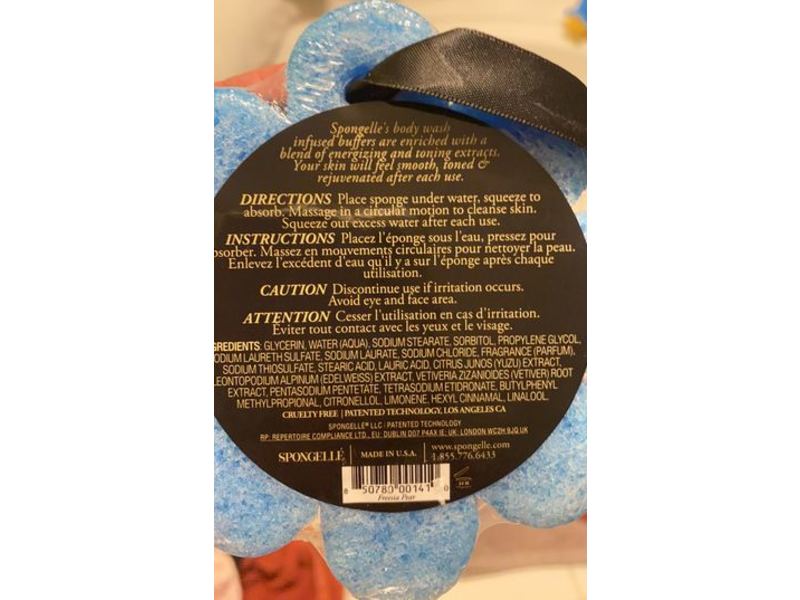 Spongelle's body wash
infused buffers are enriched with a
blend of energizing and toning extracts.
Your skin will feel smooth, toned &
rejuvenated after each use.
DIRECTIONS Place sponge under water, squeeze to
absorb. Massage in a circular motion to cleanse skin.
Squeeze out excess water after each use.
INSTRUCTIONS Placez l'éponge sous l'eau, pressez pour
bsorber. Massez en mouvements circulaires pour nettoyer la peau.
Enlevez l'excédent d'eau qu'il y a sur l'éponge après chaque
utilisation.
CAUTION Discontinue use if irritation occurs.
Avoid eye and face area.
ATTENTION Cesser l'utilisation en cas d'irritation.
Éviter tout contact avec les yeux et le visage.
GREDIENTS: GLYCERIN, WATER (AQUA), SODIUM STEARATE, SORBITOL, PROPYLENE GLYCOL,
ODIUM LAURETH SULFATE, SODIUM LAURATE, SODIUM CHLORIDE, FRAGRANCE (PARFUM),
SODIUM THIOSULFATE, STEARIC ACID, LAURIC ACID, CITRUS JUNOS (YUZU) EXTRACT,
LEONTOPODIUM ALPINUM (EDELWEISS) EXTRACT, VETIVERIA ZIZANOIDES (VETIVER) ROOT
EXTRACT, PENTASODIUM PENTETATE, TETRASODIUM ETIDRONATE, BUTYLPHENYL
METHYLPROPIONAL, CITRONELLOL, LIMONENE, HEXYL CINNAMAL, LINALOOL.
CRUELTY FREE | PATENTED TECHNOLOGY, LOS ANGELES CA
SPONGELLE® LLC | PATENTED TECHNOLOGY
RP: REPERTOIRE COMPLIANCE LTD., EU: DUBLIN D07 P4AX IE; UK: LONDON WC2H 9JQ UK
SPONGELLÉ | MADE IN U.S.A. | www.spongelle.com
1.855.776.6433
8 50780 00141 0
Freesia Pear